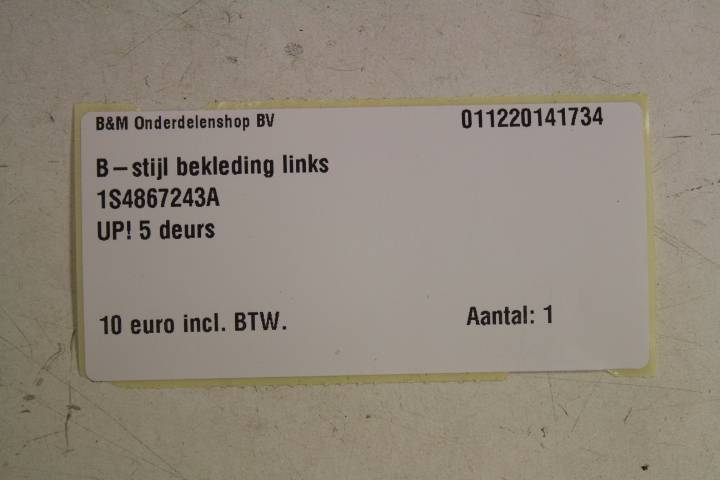 B&M Onderdelenshop BV 011220141734
B-stijl bekleding links
1S4867243A
UP! 5 deurs
10 euro incl. BTW. Aantal: 1